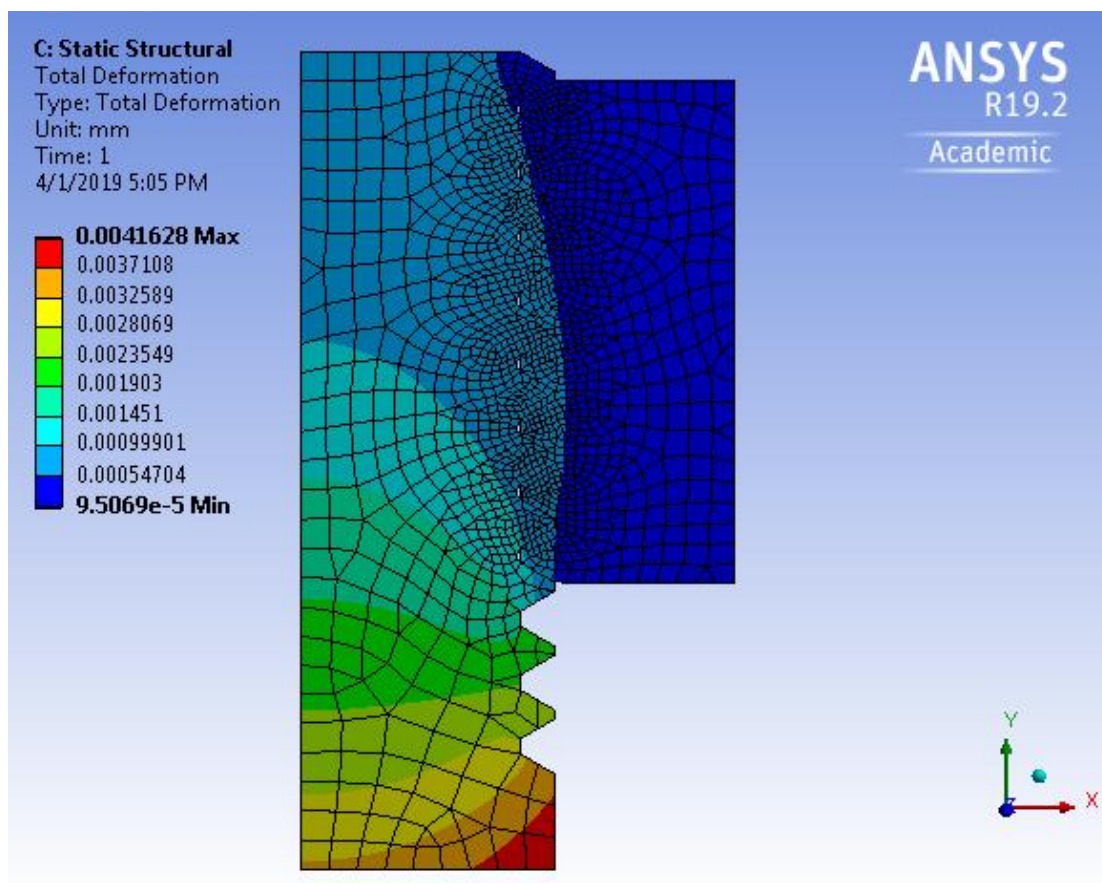 C: Static Structural
Total Deformation
Type: Total Deformation
Unit: mm
Time: 1
4/1/2019 5:05 PM
0.0041628 Max
0.0037108
0.0032589
0.0028069
0.0023549
0.001903
0.001451
0.00099901
0.00054704
9.5069e-5 Min
ANSYS
R19.2
Academic
Y
Z
X